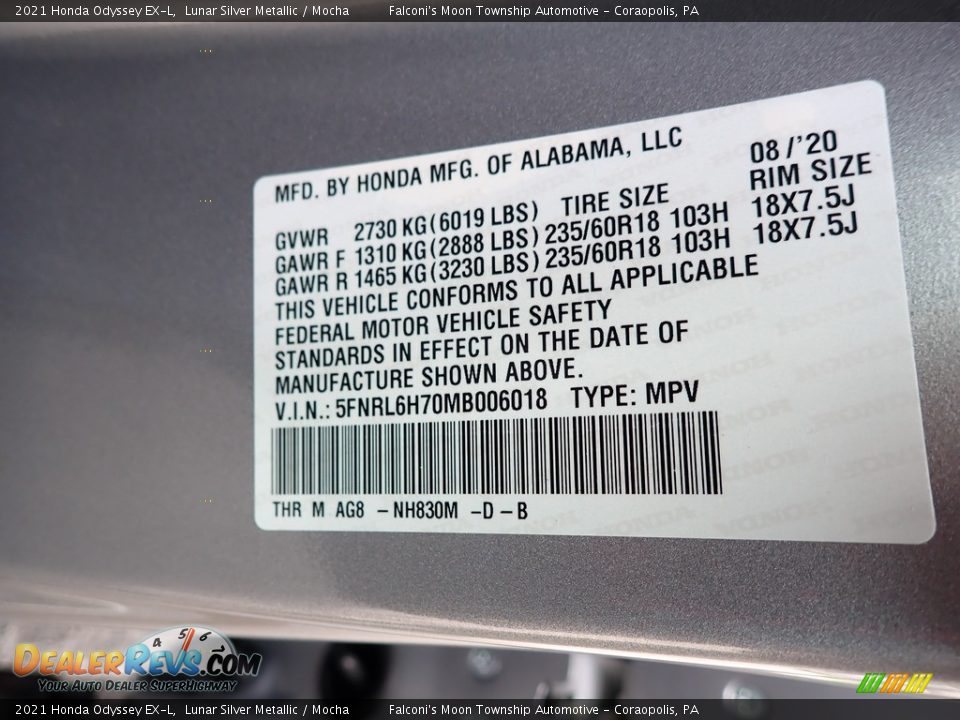 2021 Honda Odyssey EX-L, Lunar Silver Metallic / Mocha Falconi's Moon Township Automotive - Coraopolis, PA
MFD. BY HONDA MFG. OF ALABAMA, LLC 08/'20
GVWR 2730 KG(6019 LBS) TIRE SIZE RIM SIZE
GAWR F 1310 KG(2888 LBS) 235/60R18 103H 18X7.5J
GAWR R 1465 KG(3230 LBS) 235/60R18 103H 18X7.5J
THIS VEHICLE CONFORMS TO ALL APPLICABLE
FEDERAL MOTOR VEHICLE SAFETY
STANDARDS IN EFFECT ON THE DATE OF
MANUFACTURE SHOWN ABOVE.
V.I.N.: 5FNRL6H70MB006018 TYPE: MPV
THR M AG8 -NH830M -D-B
4 5 6
DEALERREVS.COM
YOUR AUTO DEALER SUPERHIGHWAY
2021 Honda Odyssey EX-L, Lunar Silver Metallic / Mocha Falconi's Moon Township Automotive - Coraopolis, PA